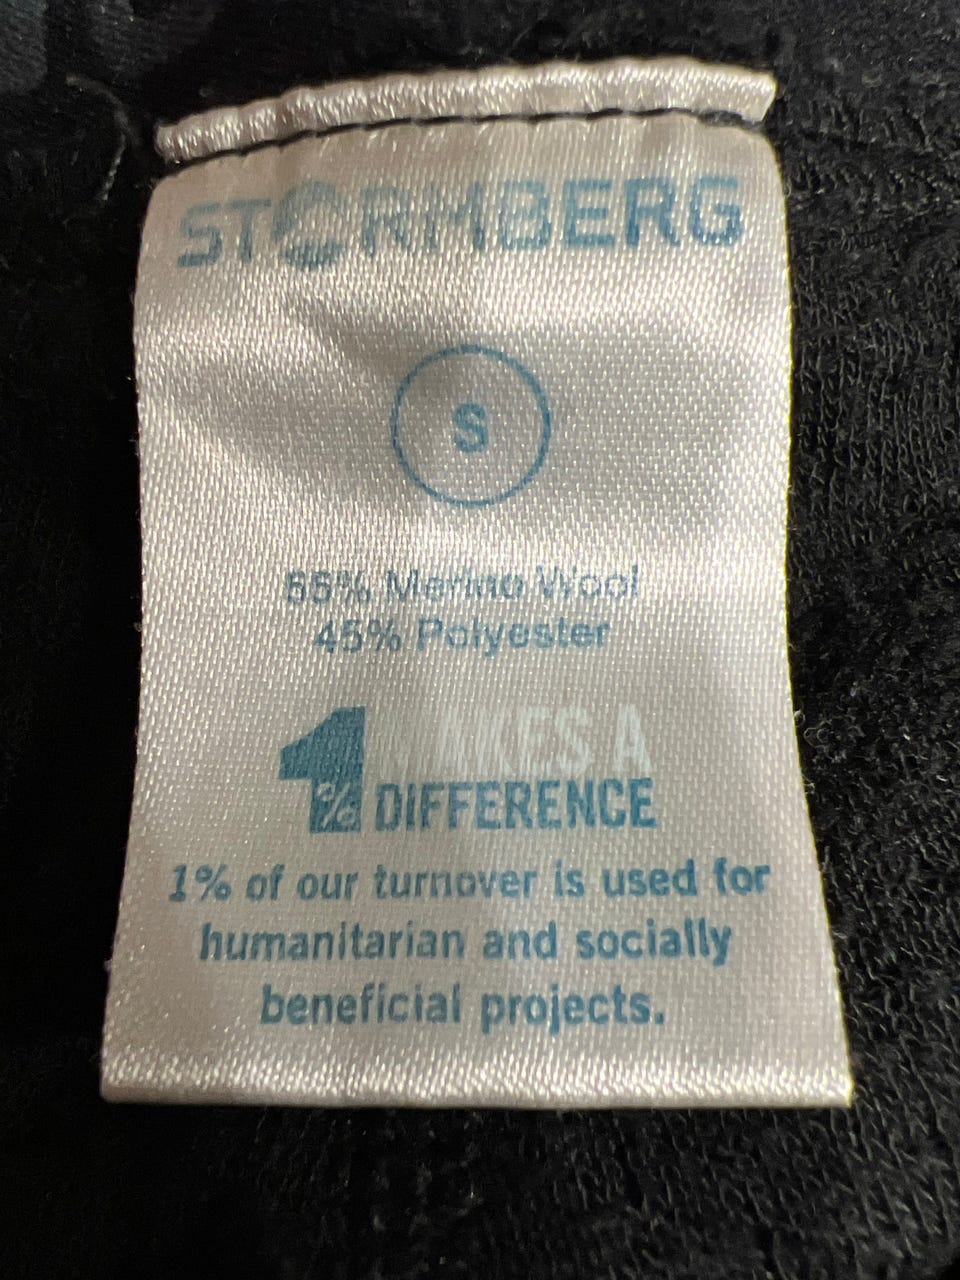 STORMBERG
S
55% Merino Wool
45% Polyester
1% MAKES A
DIFFERENCE
1% of our turnover is used for
humanitarian and socially
beneficial projects.